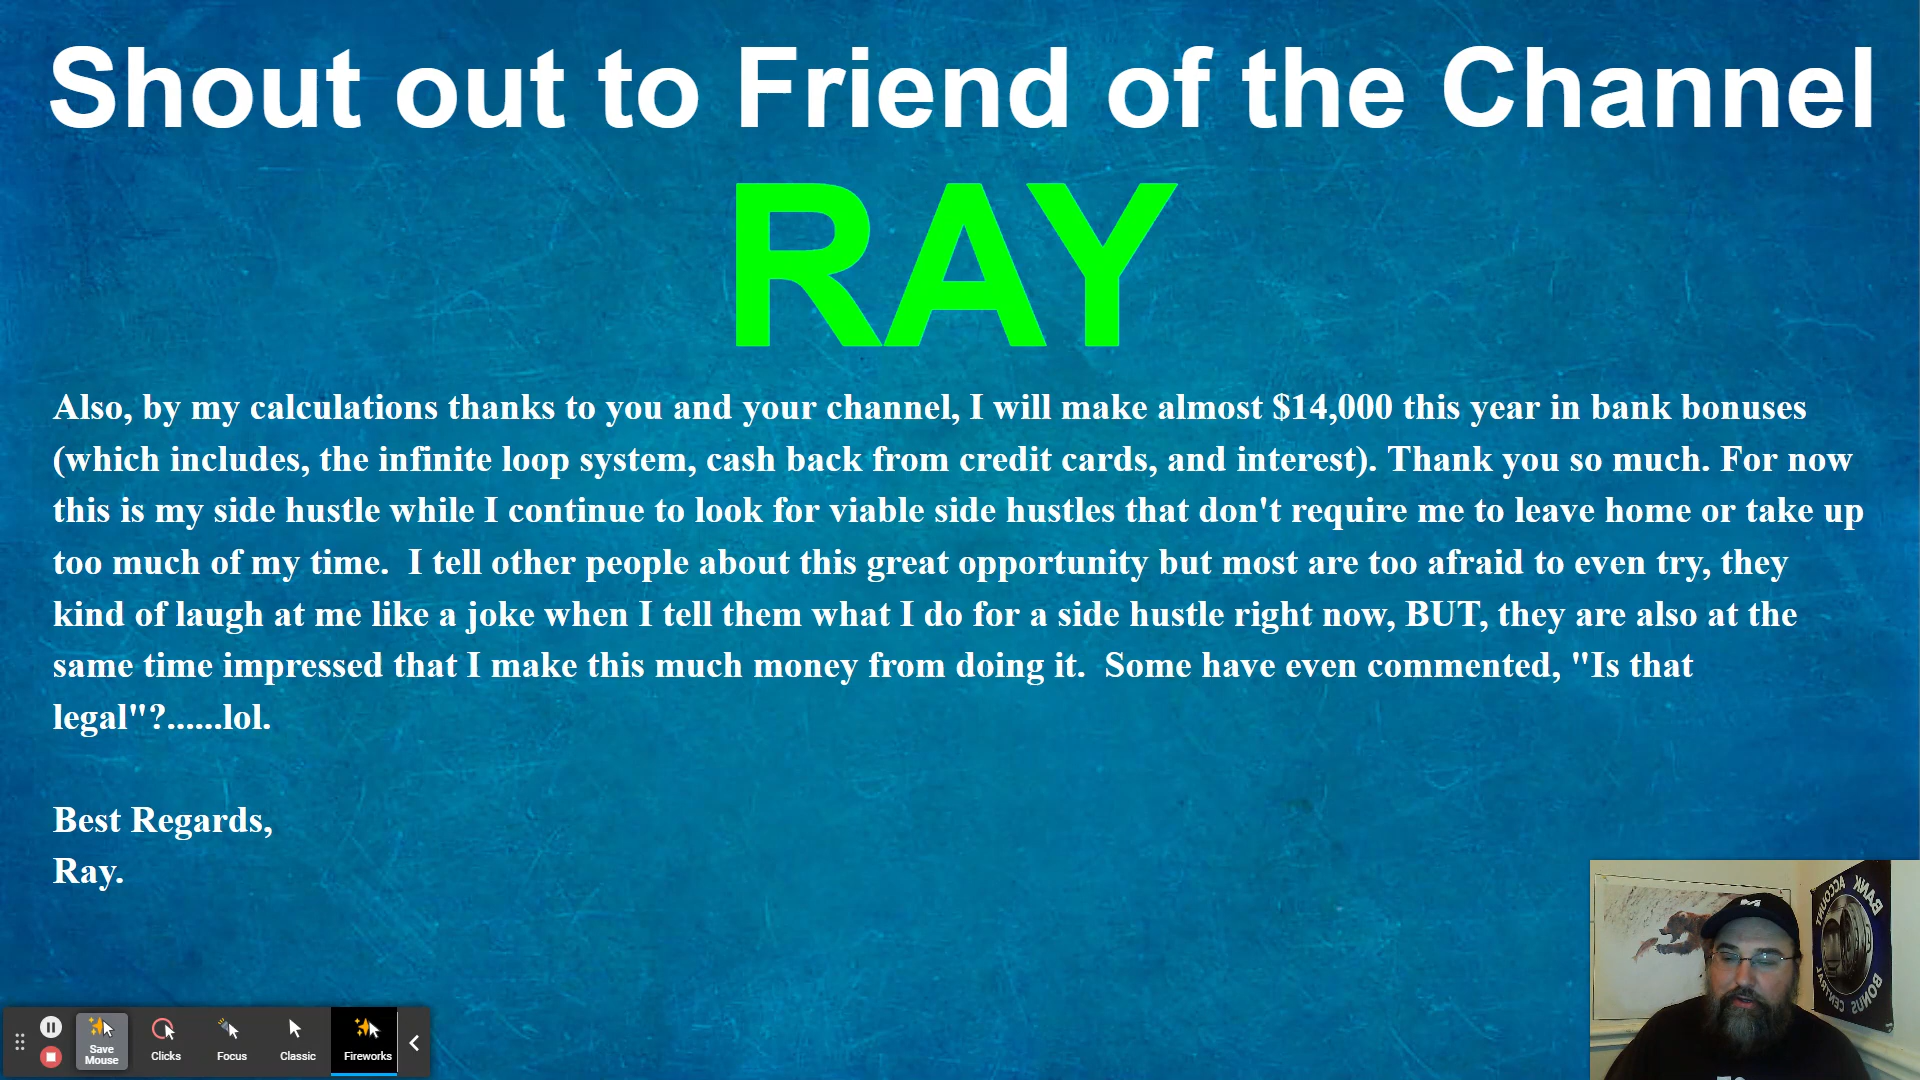 Shout out to Friend of the Channel
RAY
Also, by my calculations thanks to you and your channel, I will make almost $14,000 this year in bank bonuses
(which includes, the infinite loop system, cash back from credit cards, and interest). Thank you so much. For now
this is my side hustle while I continue to look for viable side hustles that don't require me to leave home or take up
too much of my time.  I tell other people about this great opportunity but most are too afraid to even try, they
kind of laugh at me like a joke when I tell them what I do for a side hustle right now, BUT, they are also at the
same time impressed that I make this much money from doing it.  Some have even commented, "Is that
legal"?......lol.
Best Regards,
Ray.
BANK ACCOUNT
BONUS CENTRAL
Save
Mouse
Clicks
Focus
Classic
Fireworks